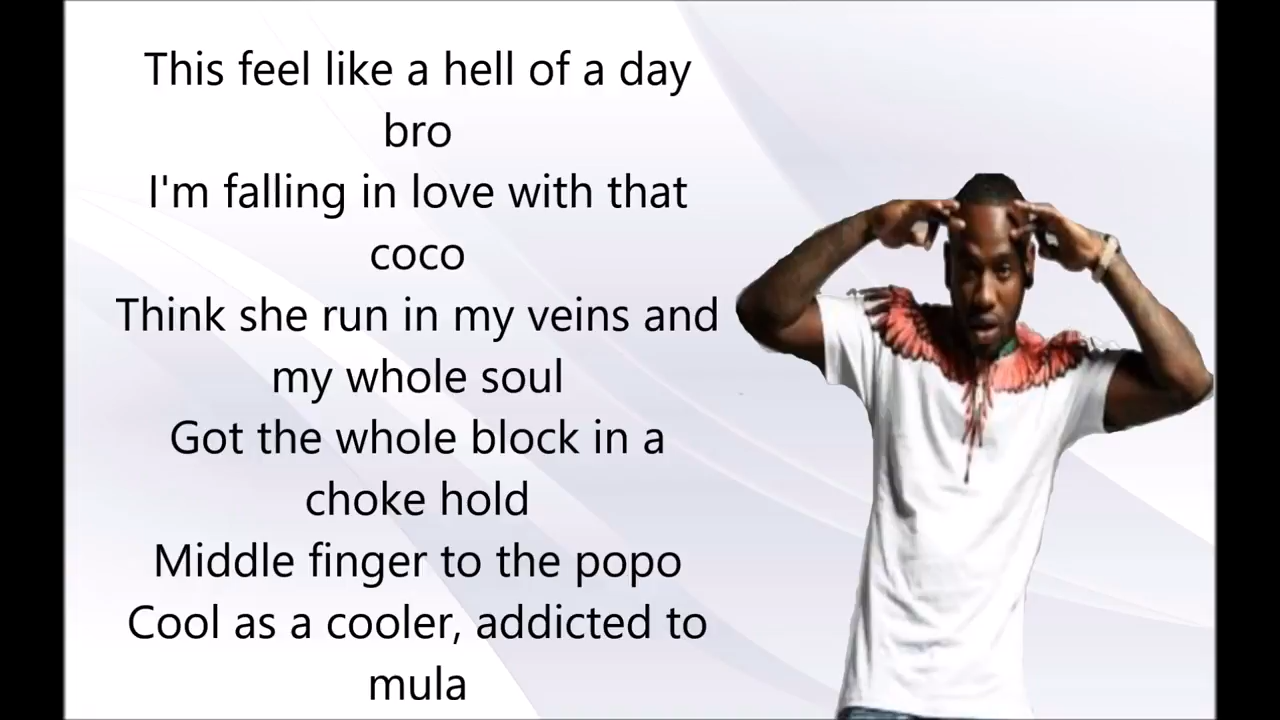 This feel like a hell of a day
bro
I'm falling in love with that
coco
Think she run in my veins and
my whole soul
Got the whole block in a
choke hold
Middle finger to the popo
Cool as a cooler, addicted to
mula